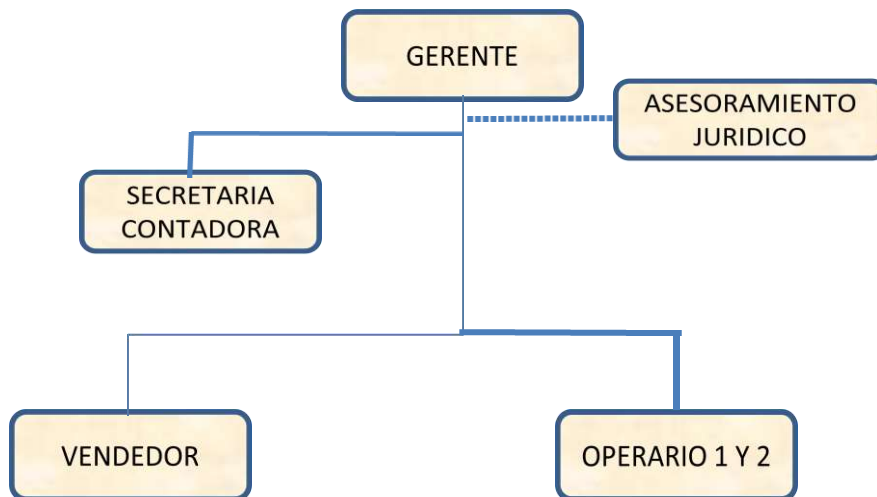 GERENTE
ASESORAMIENTO
JURIDICO
SECRETARIA
CONTADORA
VENDEDOR
OPERARIO 1 Y 2